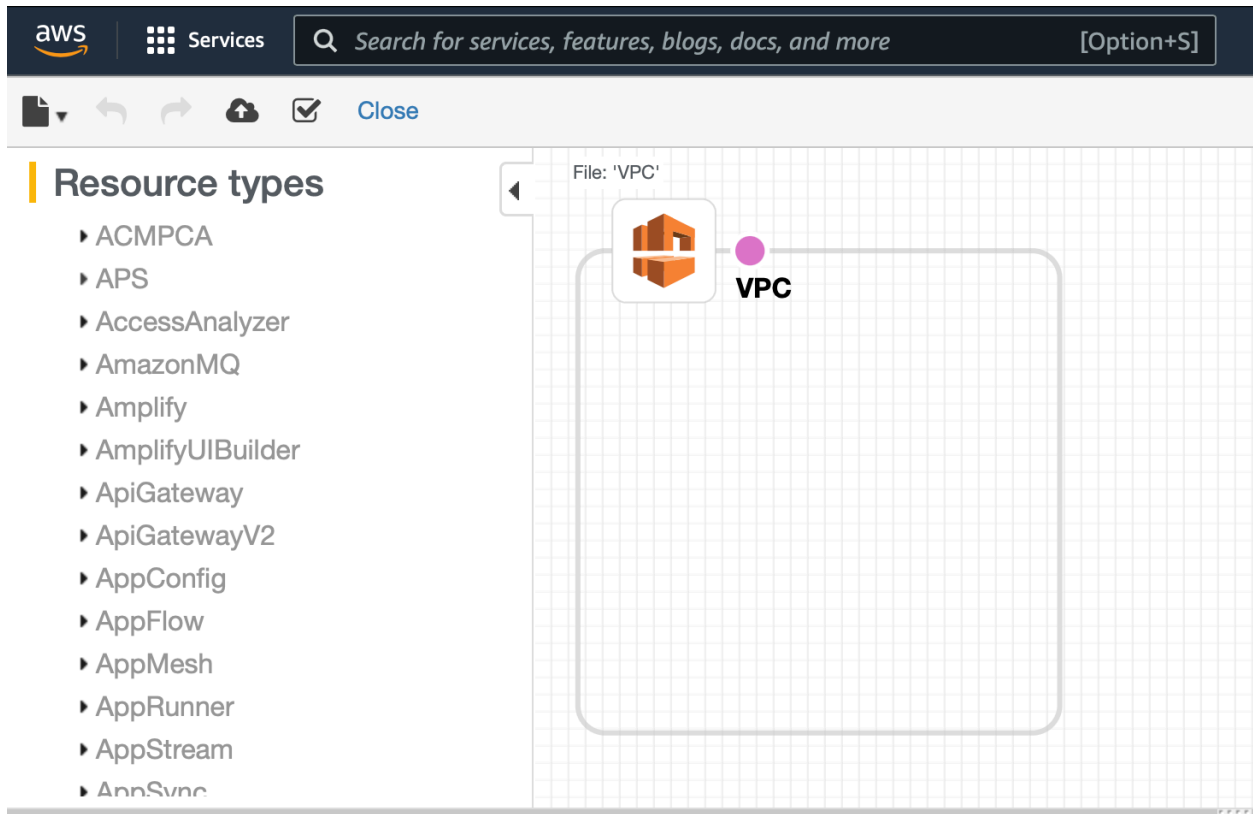 aws
Services
Search for services, features, blogs, docs, and more
[Option+S]
Close
Resource types
ACMPCA
APS
AccessAnalyzer
AmazonMQ
Amplify
AmplifyUIBuilder
ApiGateway
ApiGatewayV2
AppConfig
AppFlow
AppMesh
AppRunner
AppStream
AppSync
File: 'VPC'
VPC